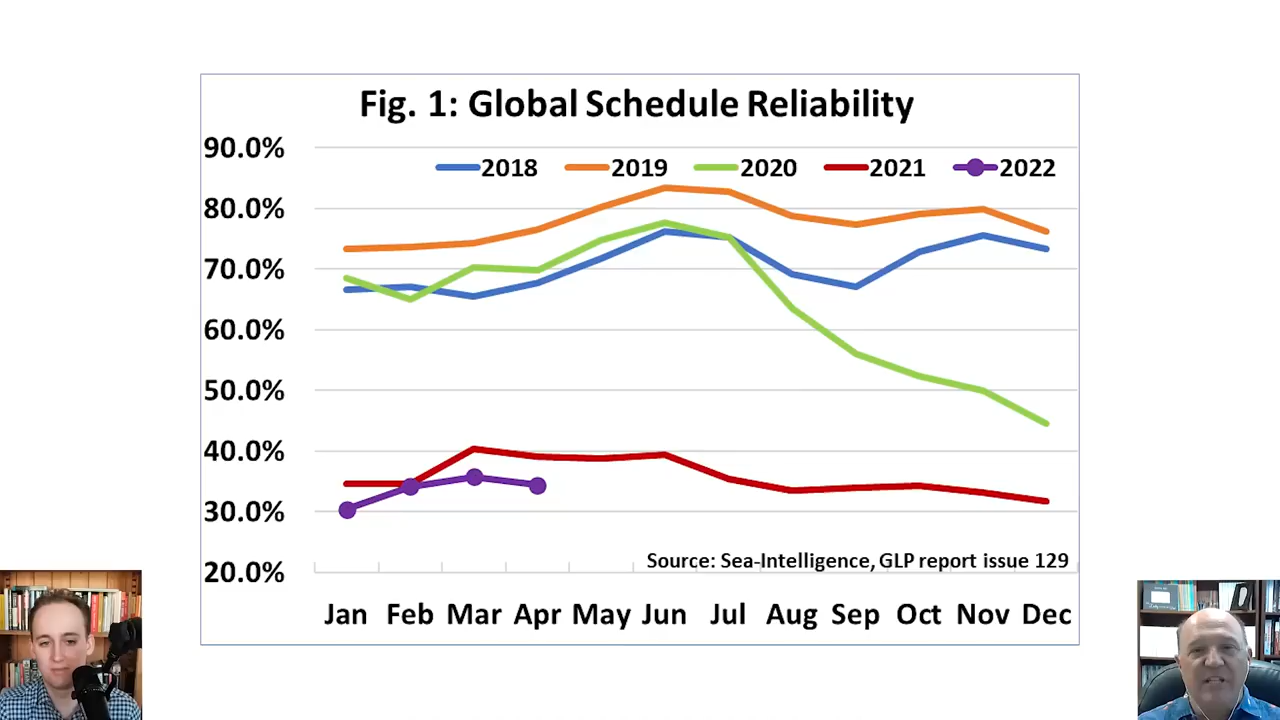 Fig. 1: Global Schedule Reliability
90.0%
2018 2019 2020 2021 2022
80.0%
70.0%
60.0%
50.0%
40.0%
30.0%
Source: Sea-Intelligence, GLP report issue 129
20.0%
Jan Feb Mar Apr May Jun Jul Aug Sep Oct Nov Dec